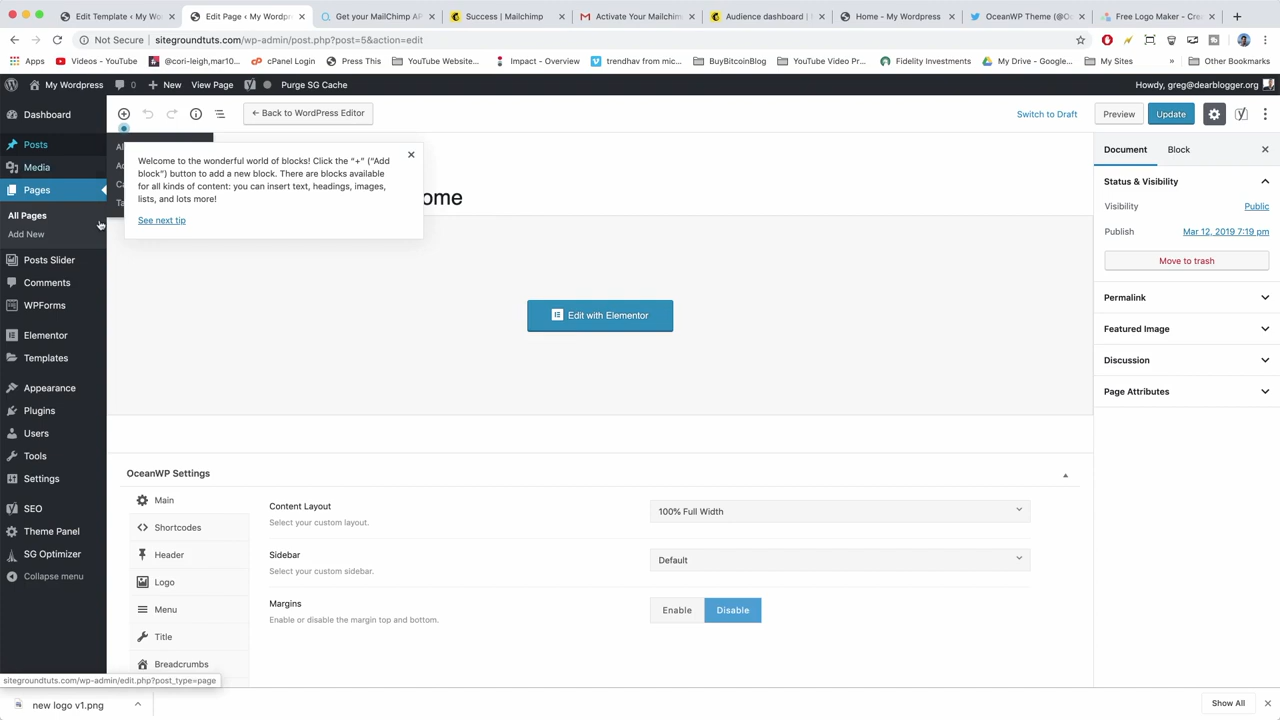 Edit Template ‹ My Wo
Edit Page ‹ My Wordpr
Get your MailChimp AP
Success | Mailchimp
Activate Your Mailchim
Audience dashboard |
Home - My Wordpress
OceanWP Theme (@Oc
Free Logo Maker - Cre
Not Secure
sitegroundtuts.com/wp-admin/post.php?post=5&action=edit
Apps
Videos - YouTube
@cori-leigh,mar10...
cPanel Login
Press This
YouTube Website...
Impact - Overview
trendhav from mic...
BuyBitcoinBlog
YouTube Video Pr...
Fidelity Investments
My Drive - Google...
My Sites
»
Other Bookmarks
My Wordpress
0
New
View Page
Purge SG Cache
Howdy, greg@dearblogger.org
Dashboard
Posts
Media
Pages
All Pages
Add New
Posts Slider
Comments
WPForms
Elementor
Templates
Appearance
Plugins
Users
Tools
Settings
SEO
Theme Panel
SG Optimizer
Collapse menu
← Back to WordPress Editor
Switch to Draft
Preview
Update
Welcome to the wonderful world of blocks! Click the “+” (“Add
block”) button to add a new block. There are blocks available
for all kinds of content: you can insert text, headings, images,
lists, and lots more!
See next tip
ome
Edit with Elementor
OceanWP Settings
Main
Shortcodes
Header
Logo
Menu
Title
Breadcrumbs
Content Layout
Select your custom layout.
100% Full Width
Sidebar
Select your custom sidebar.
Default
Margins
Enable or disable the margin top and bottom.
Enable
Disable
Document
Block
Status & Visibility
Visibility
Public
Publish
Mar 12, 2019 7:19 pm
Move to trash
Permalink
Featured Image
Discussion
Page Attributes
sitegroundtuts.com/wp-admin/edit.php?post_type=page
new logo v1.png
Show All